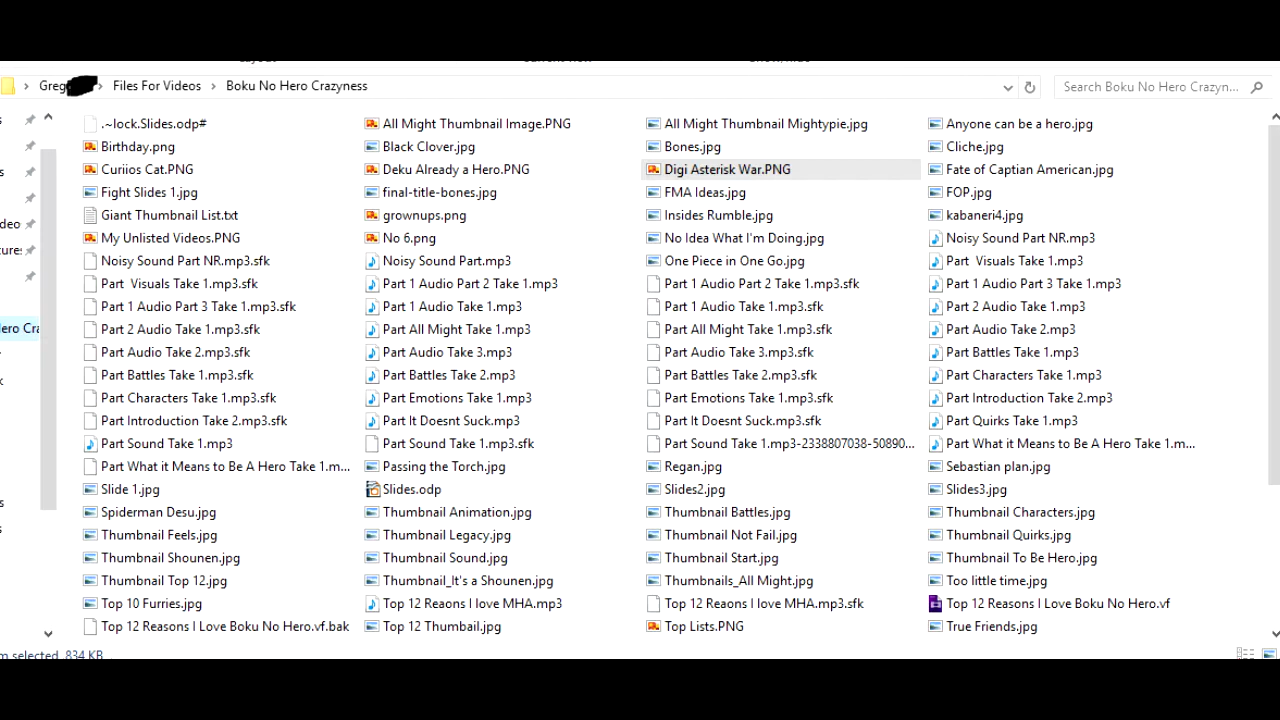 Greg > Files For Videos > Boku No Hero Crazyness Search Boku No Hero Crazyn...
.~lock.Slides.odp# All Might Thumbnail Image.PNG All Might Thumbnail Mightypie.jpg Anyone can be a hero.jpg
Birthday.png Black Clover.jpg Bones.jpg Cliche.jpg
Curiios Cat.PNG Deku Already a Hero.PNG Digi Asterisk War.PNG Fate of Captian American.jpg
Fight Slides 1.jpg final-title-bones.jpg FMA Ideas.jpg FOP.jpg
Giant Thumbnail List.txt grownups.png Insides Rumble.jpg kabaneri4.jpg
My Unlisted Videos.PNG No 6.png No Idea What I'm Doing.jpg Noisy Sound Part NR.mp3
Noisy Sound Part NR.mp3.sfk Noisy Sound Part.mp3 One Piece in One Go.jpg Part  Visuals Take 1.mp3
Part  Visuals Take 1.mp3.sfk Part 1 Audio Part 2 Take 1.mp3 Part 1 Audio Part 2 Take 1.mp3.sfk Part 1 Audio Part 3 Take 1.mp3
Part 1 Audio Part 3 Take 1.mp3.sfk Part 1 Audio Take 1.mp3 Part 1 Audio Take 1.mp3.sfk Part 2 Audio Take 1.mp3
Part 2 Audio Take 1.mp3.sfk Part All Might Take 1.mp3 Part All Might Take 1.mp3.sfk Part Audio Take 2.mp3
Part Audio Take 2.mp3.sfk Part Audio Take 3.mp3 Part Audio Take 3.mp3.sfk Part Battles Take 1.mp3
Part Battles Take 1.mp3.sfk Part Battles Take 2.mp3 Part Battles Take 2.mp3.sfk Part Characters Take 1.mp3
Part Characters Take 1.mp3.sfk Part Emotions Take 1.mp3 Part Emotions Take 1.mp3.sfk Part Introduction Take 2.mp3
Part Introduction Take 2.mp3.sfk Part It Doesnt Suck.mp3 Part It Doesnt Suck.mp3.sfk Part Quirks Take 1.mp3
Part Sound Take 1.mp3 Part Sound Take 1.mp3.sfk Part Sound Take 1.mp3-2338807038-50890... Part What it Means to Be A Hero Take 1.m...
Part What it Means to Be A Hero Take 1.m... Passing the Torch.jpg Regan.jpg Sebastian plan.jpg
Slide 1.jpg Slides.odp Slides2.jpg Slides3.jpg
Spiderman Desu.jpg Thumbnail Animation.jpg Thumbnail Battles.jpg Thumbnail Characters.jpg
Thumbnail Feels.jpg Thumbnail Legacy.jpg Thumbnail Not Fail.jpg Thumbnail Quirks.jpg
Thumbnail Shounen.jpg Thumbnail Sound.jpg Thumbnail Start.jpg Thumbnail To Be Hero.jpg
Thumbnail Top 12.jpg Thumbnail_It's a Shounen.jpg Thumbnails_All Might.jpg Too little time.jpg
Top 10 Furries.jpg Top 12 Reaons I love MHA.mp3 Top 12 Reaons I love MHA.mp3.sfk Top 12 Reasons I Love Boku No Hero.vf
Top 12 Reasons I Love Boku No Hero.vf.bak Top 12 Thumbail.jpg Top Lists.PNG True Friends.jpg
m selected 834 KB